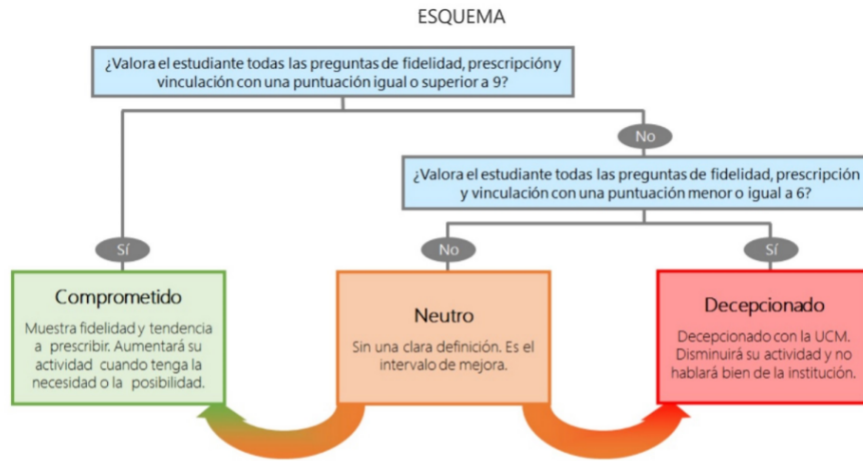 ESQUEMA
¿Valora el estudiante todas las preguntas de fidelidad, prescripción y
vinculación con una puntuación igual o superior a 9?
No
¿Valora el estudiante todas las preguntas de fidelidad, prescripción
y vinculación con una puntuación menor o igual a 6?
Sí
No
Sí
Comprometido
Muestra fidelidad y tendencia
a prescribir. Aumentará su
actividad cuando tenga la
necesidad o la posibilidad.
Neutro
Sin una clara definición. Es el
intervalo de mejora.
Decepcionado
Decepcionado con la UCM.
Disminuirá su actividad y no
hablará bien de la institución.